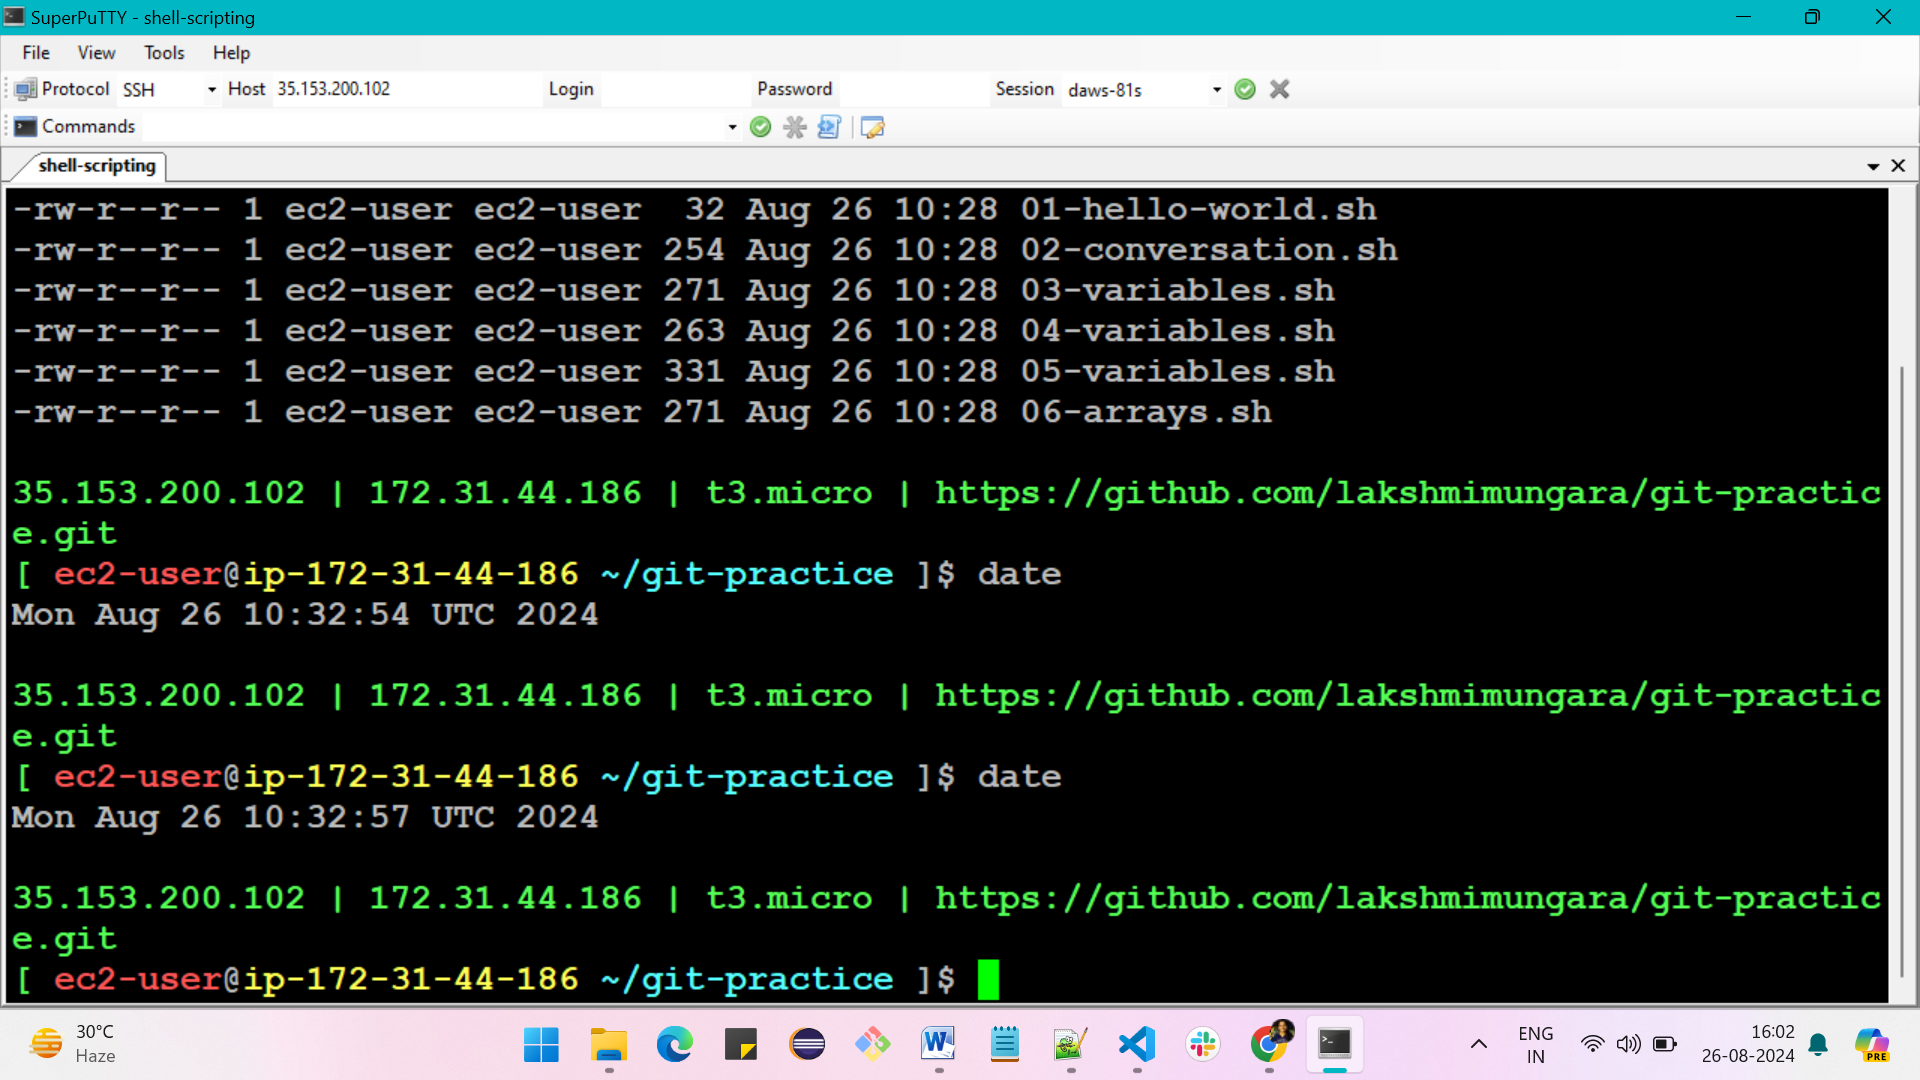 SuperPuTTY - shell-scripting
File View Tools Help
Protocol SSH Host 35.153.200.102 Login Password Session daws-81s
Commands
shell-scripting
-rw-r--r-- 1 ec2-user ec2-user  32 Aug 26 10:28 01-hello-world.sh
-rw-r--r-- 1 ec2-user ec2-user 254 Aug 26 10:28 02-conversation.sh
-rw-r--r-- 1 ec2-user ec2-user 271 Aug 26 10:28 03-variables.sh
-rw-r--r-- 1 ec2-user ec2-user 263 Aug 26 10:28 04-variables.sh
-rw-r--r-- 1 ec2-user ec2-user 331 Aug 26 10:28 05-variables.sh
-rw-r--r-- 1 ec2-user ec2-user 271 Aug 26 10:28 06-arrays.sh
35.153.200.102 | 172.31.44.186 | t3.micro | https://github.com/lakshmimungara/git-practic
e.git
[ ec2-user@ip-172-31-44-186 ~/git-practice ]$ date
Mon Aug 26 10:32:54 UTC 2024
35.153.200.102 | 172.31.44.186 | t3.micro | https://github.com/lakshmimungara/git-practic
e.git
[ ec2-user@ip-172-31-44-186 ~/git-practice ]$ date
Mon Aug 26 10:32:57 UTC 2024
35.153.200.102 | 172.31.44.186 | t3.micro | https://github.com/lakshmimungara/git-practic
e.git
[ ec2-user@ip-172-31-44-186 ~/git-practice ]$
30°C
Haze
W
ENG
IN
16:02
26-08-2024
PRE